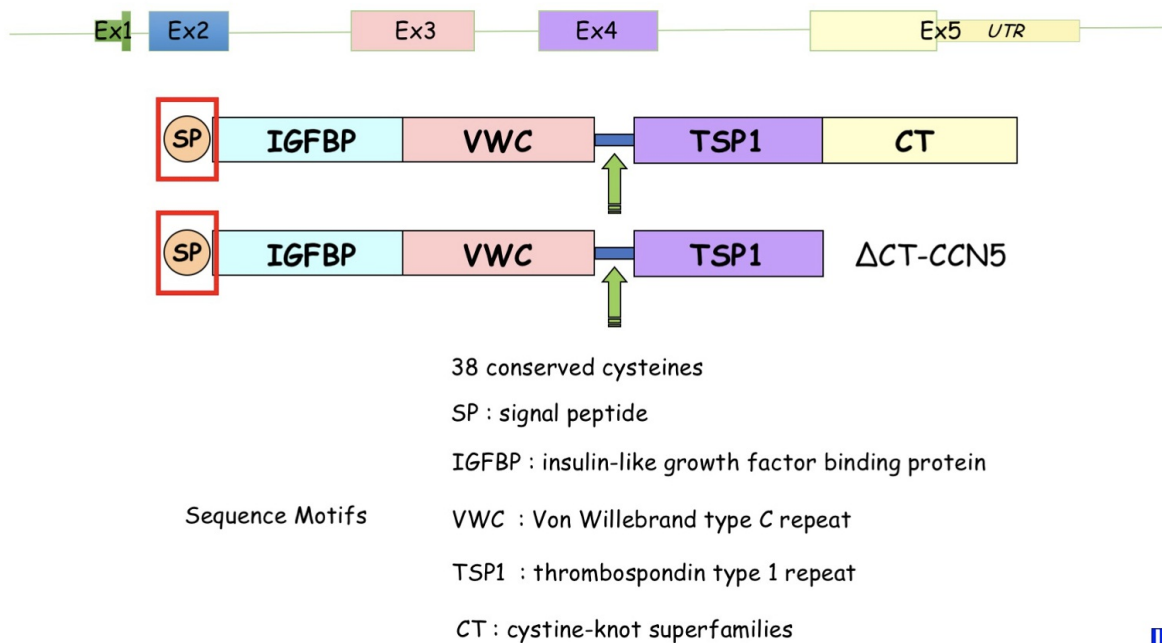 Ex1 Ex2 Ex3 Ex4 Ex5 UTR
SP IGFBP VWC TSP1 CT
SP IGFBP VWC TSP1 ΔCT-CCN5
38 conserved cysteines
SP : signal peptide
IGFBP : insulin-like growth factor binding protein
Sequence Motifs
VWC : Von Willebrand type C repeat
TSP1 : thrombospondin type 1 repeat
CT : cystine-knot superfamilies